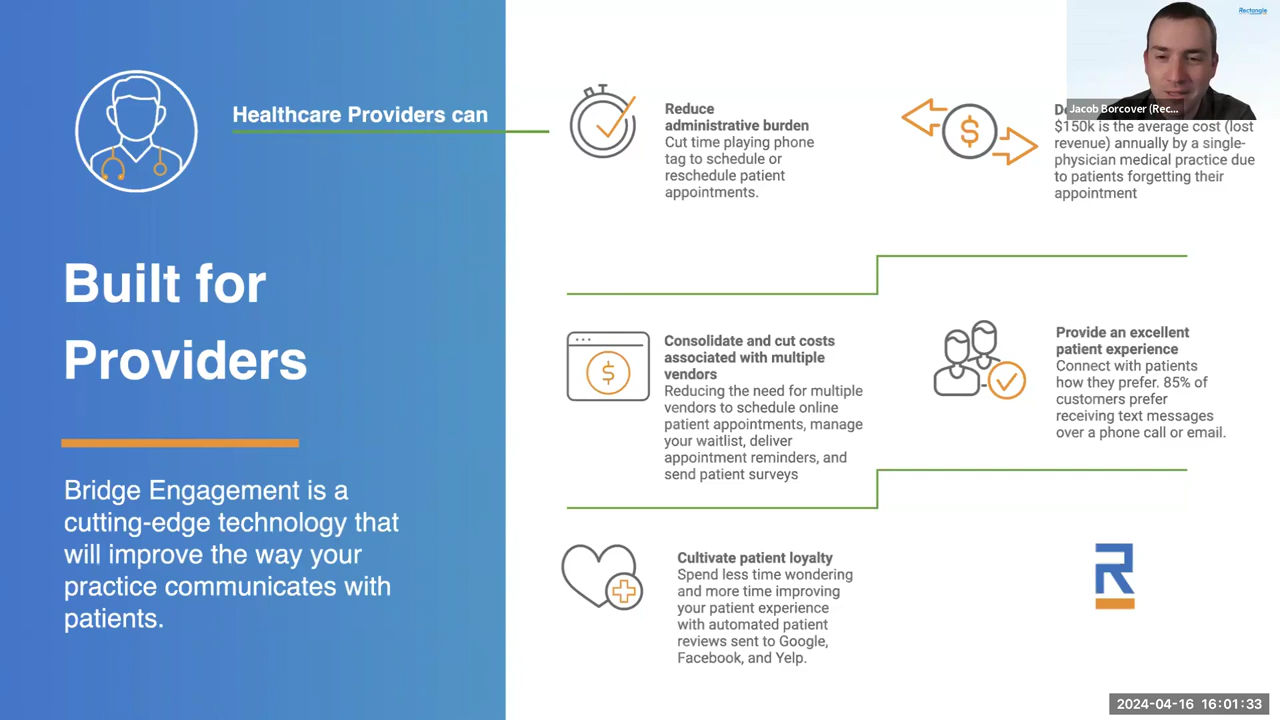 Healthcare Providers can
Built for
Providers
Bridge Engagement is a
cutting-edge technology that
will improve the way your
practice communicates with
patients.
Reduce
administrative burden
Cut time playing phone
tag to schedule or
reschedule patient
appointments.
$150k is the average cost (lost
revenue) annually by a single-
physician medical practice due
to patients forgetting their
appointment
Consolidate and cut costs
associated with multiple
vendors
Reducing the need for multiple
vendors to schedule online
patient appointments, manage
your waitlist, deliver
appointment reminders, and
send patient surveys
Provide an excellent
patient experience
Connect with patients
how they prefer. 85% of
customers prefer
receiving text messages
over a phone call or email.
Cultivate patient loyalty
Spend less time wondering
and more time improving
your patient experience
with automated patient
reviews sent to Google,
Facebook, and Yelp.
R
Rectangle
Jacob Borcover (Rec...
2024-04-16 16:01:33